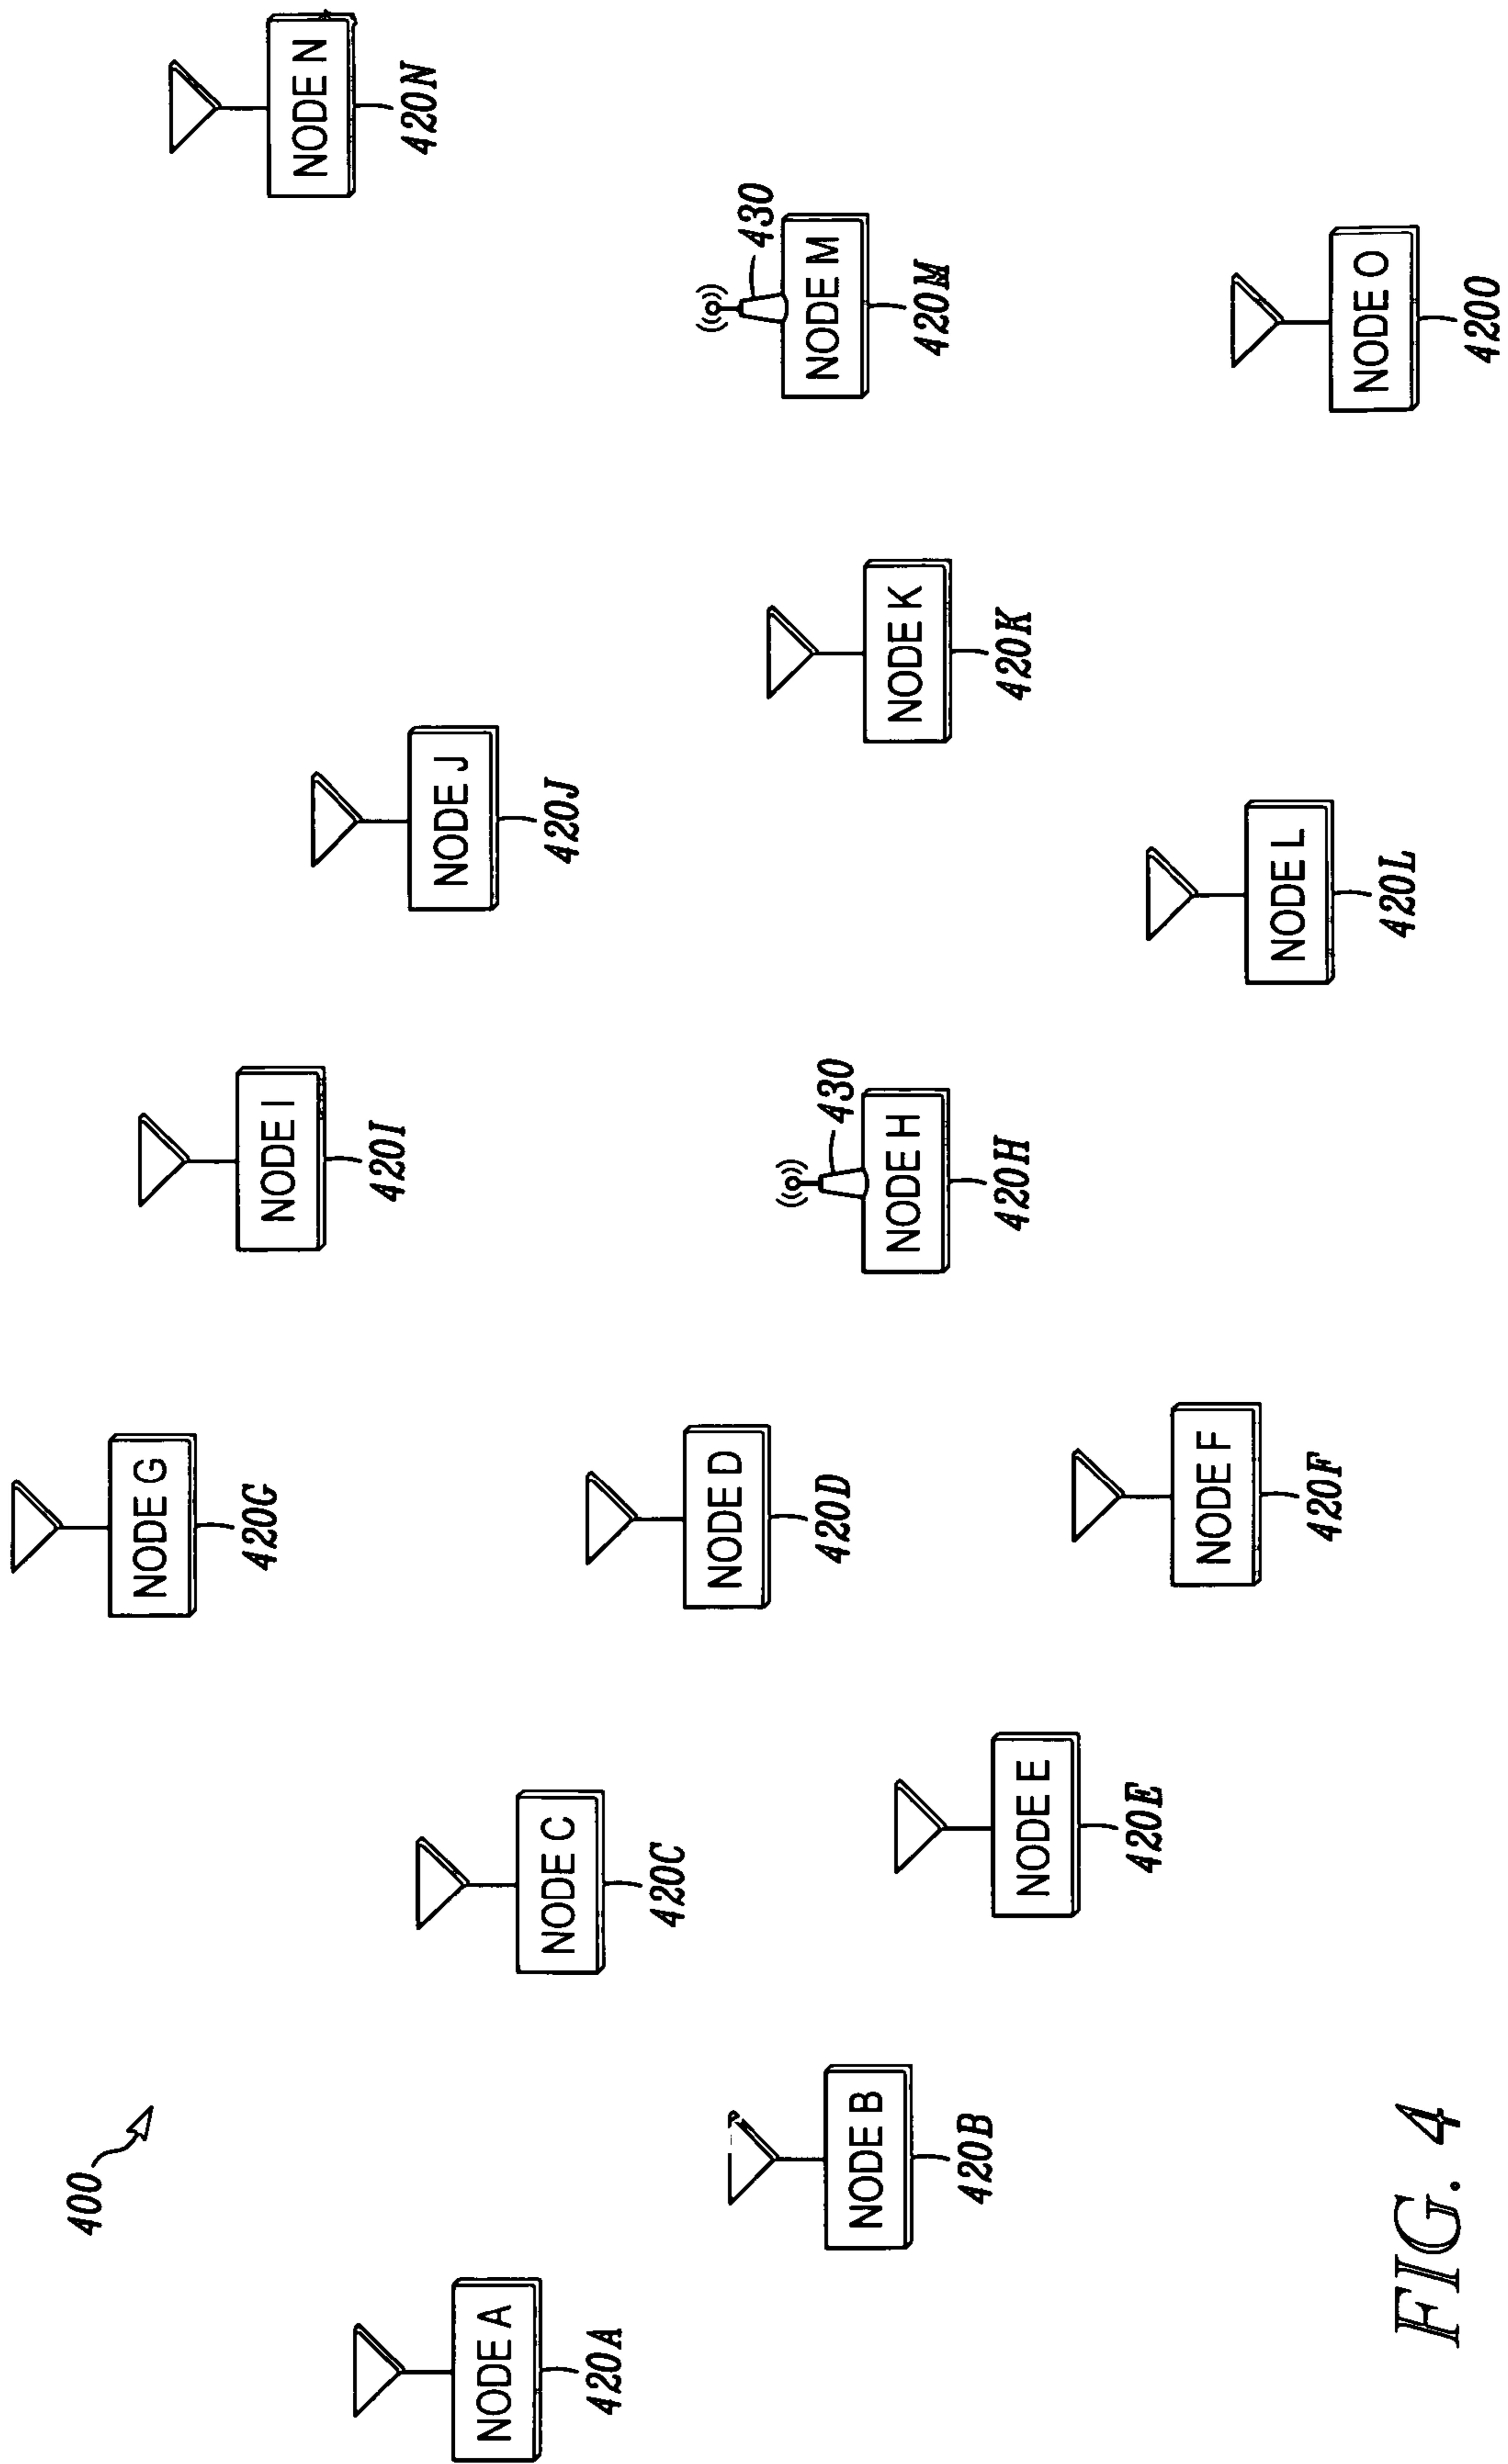 400
NODE A
420A
NODE B
420B
NODE C
420C
NODE D
420D
NODE E
420E
NODE F
420F
NODE G
420G
NODE H
430
420H
NODE I
420I
NODE J
420J
NODE K
420K
NODE L
420L
NODE M
430
420M
NODE N
420N
NODE O
420O
FIG. 4